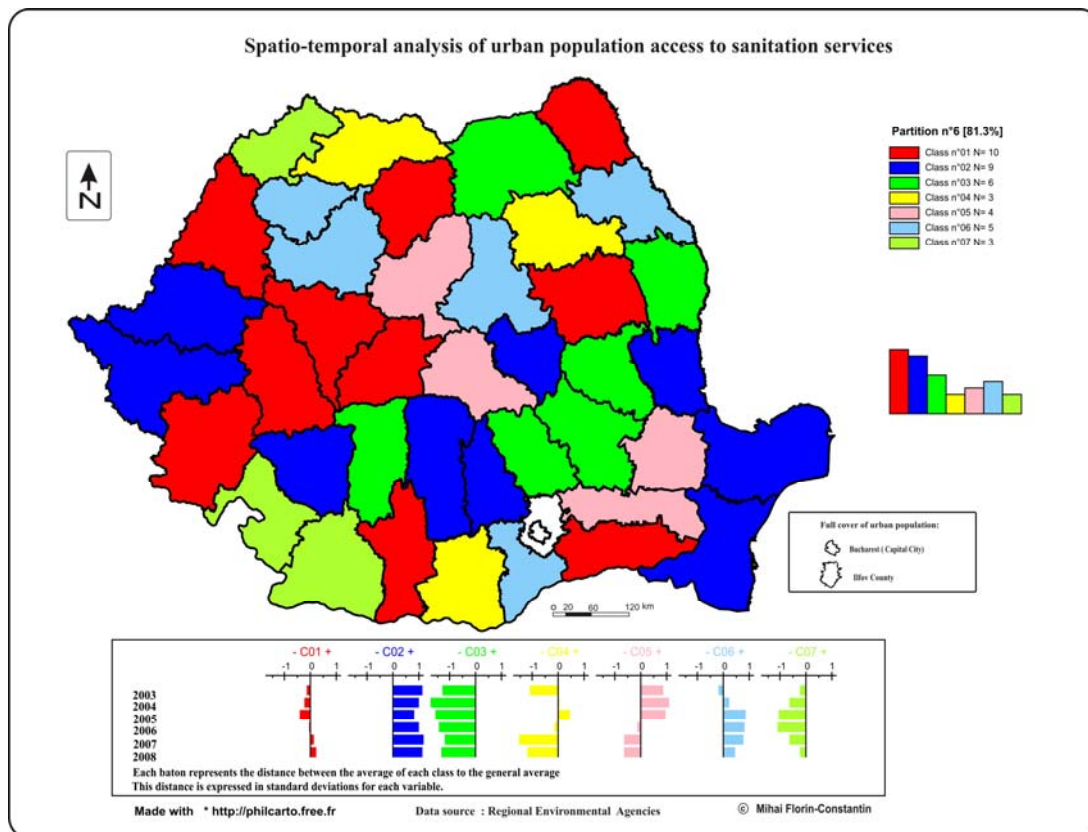 Spatio-temporal analysis of urban population access to sanitation services
N
Partition n°6 [81.3%]
Class n°01 N= 10
Class n°02 N= 9
Class n°03 N= 6
Class n°04 N= 3
Class n°05 N= 4
Class n°06 N= 5
Class n°07 N= 3
Full cover of urban population:
Bucharest ( Capital City)
Ilfov County
0 20 60 120 km
- C01 + - C02 + - C03 + - C04 + - C05 + - C06 + - C07 +
-1 0 1 -1 0 1 -1 0 1 -1 0 1 -1 0 1 -1 0 1 -1 0 1
2003
2004
2005
2006
2007
2008
Each baton represents the distance between the average of each class to the general average
This distance is expressed in standard deviations for each variable.
Made with * http://philcarto.free.fr Data source : Regional Environmental Agencies © Mihai Florin-Constantin